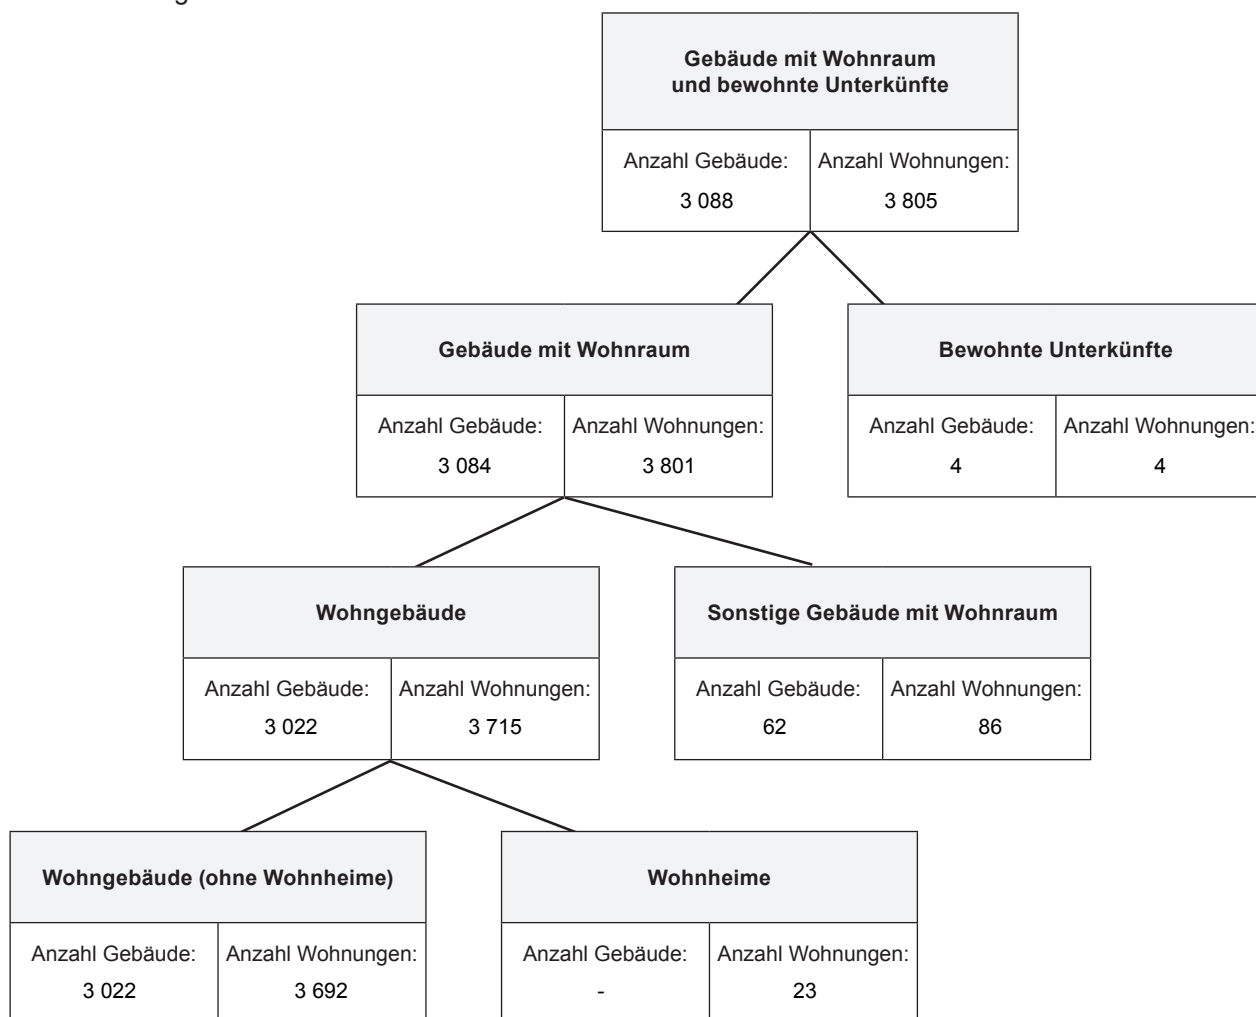 Gebäude mit Wohnraum
und bewohnte Unterkünfte
Anzahl Gebäude:
3 088
Anzahl Wohnungen:
3 805
Gebäude mit Wohnraum
Anzahl Gebäude:
3 084
Anzahl Wohnungen:
3 801
Bewohnte Unterkünfte
Anzahl Gebäude:
4
Anzahl Wohnungen:
4
Wohngebäude
Anzahl Gebäude:
3 022
Anzahl Wohnungen:
3 715
Sonstige Gebäude mit Wohnraum
Anzahl Gebäude:
62
Anzahl Wohnungen:
86
Wohngebäude (ohne Wohnheime)
Anzahl Gebäude:
3 022
Anzahl Wohnungen:
3 692
Wohnheime
Anzahl Gebäude:
-
Anzahl Wohnungen:
23